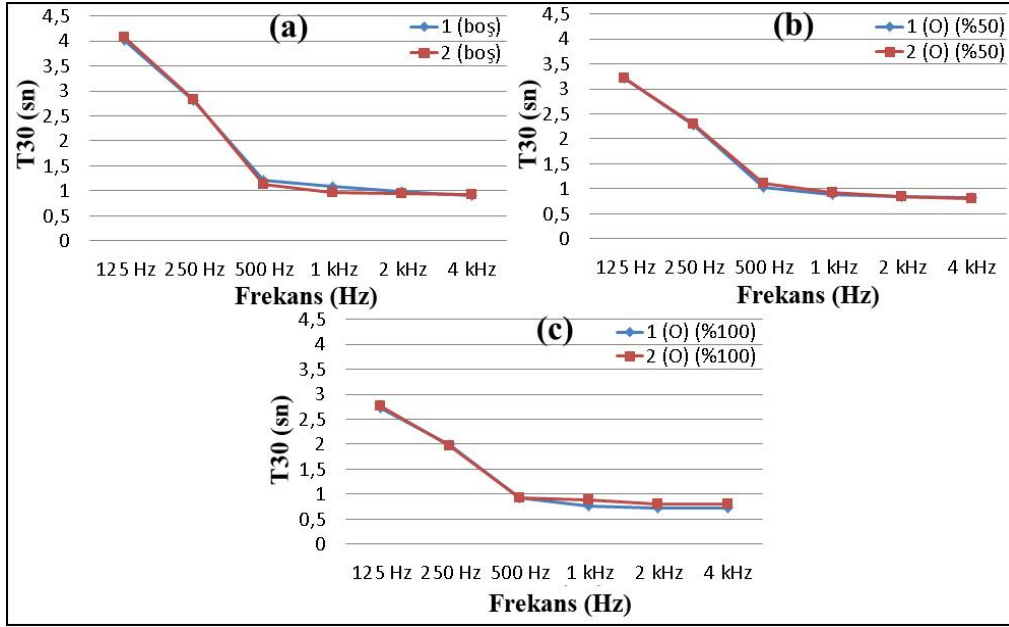 (a)
1 (boş)
2 (boş)
4,5
4
3,5
3
2,5
2
1,5
1
0,5
0
T30 (sn)
125 Hz 250 Hz 500 Hz 1 kHz 2 kHz 4 kHz
Frekans (Hz)
(b)
1 (O) (%50)
2 (O) (%50)
4,5
4
3,5
3
2,5
2
1,5
1
0,5
0
T30 (sn)
125 Hz 250 Hz 500 Hz 1 kHz 2 kHz 4 kHz
Frekans (Hz)
(c)
1 (O) (%100)
2 (O) (%100)
4,5
4
3,5
3
2,5
2
1,5
1
0,5
0
T30 (sn)
125 Hz 250 Hz 500 Hz 1 kHz 2 kHz 4 kHz
Frekans (Hz)